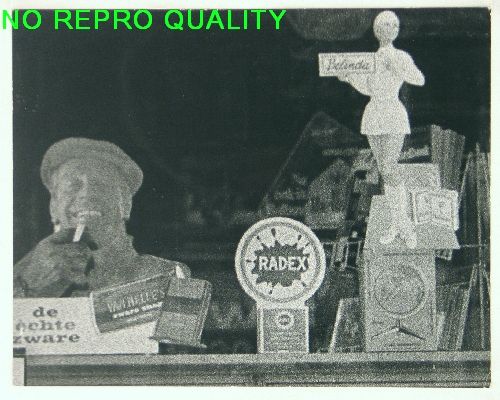 NO REPRO QUALITY
Belinda
RADEX
de
echte
zware